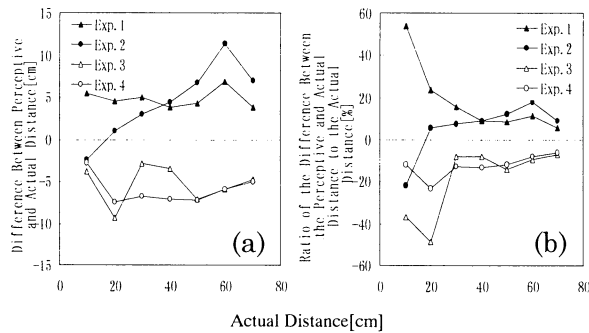 Difference Between Perceptive
and Actual Distance[cm]
15
10
5
0
-5
-10
-15
Exp. 1
Exp. 2
Exp. 3
Exp. 4
(a)
0 20 40 60 80
Ratio of the Difference Between
the Perceptive and Actual
Distance to the Actual
Distance[%]
60
40
20
0
-20
-40
-60
Exp. 1
Exp. 2
Exp. 3
Exp. 4
(b)
0 20 40 60 80
Actual Distance[cm]